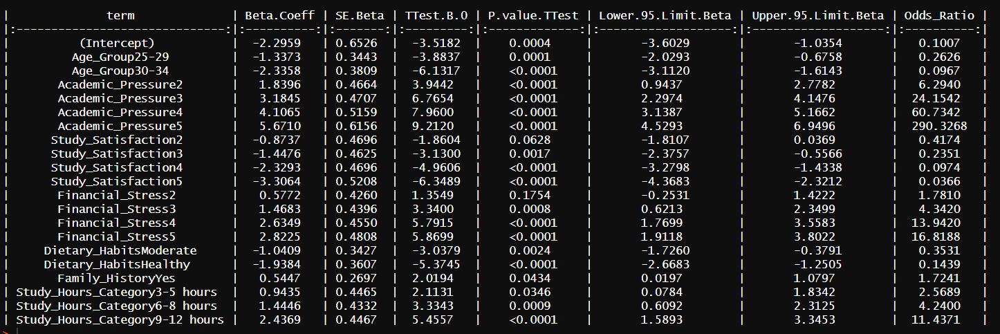 |              term              | Beta.Coeff | SE.Beta | TTest.B.0 | P.value.TTest | Lower.95.Limit.Beta | Upper.95.Limit.Beta | Odds_Ratio |
|:------------------------------:|:----------:|:-------:|:---------:|:-------------:|:-------------------:|:-------------------:|:----------:|
|          (Intercept)           |  -2.2959   | 0.6526  |  -3.5182  |    0.0004     |       -3.6029       |       -1.0354       |   0.1007   |
|         Age_Group25-29         |  -1.3373   | 0.3443  |  -3.8837  |    0.0001     |       -2.0293       |       -0.6758       |   0.2626   |
|         Age_Group30-34         |  -2.3358   | 0.3809  |  -6.1317  |    <0.0001    |       -3.1120       |       -1.6143       |   0.0967   |
|       Academic_Pressure2       |   1.8396   | 0.4664  |  3.9442   |    <0.0001    |       0.9437        |       2.7782        |   6.2940   |
|       Academic_Pressure3       |   3.1845   | 0.4707  |  6.7654   |    <0.0001    |       2.2974        |       4.1476        |  24.1542   |
|       Academic_Pressure4       |   4.1065   | 0.5159  |  7.9600   |    <0.0001    |       3.1387        |       5.1662        |  60.7342   |
|       Academic_Pressure5       |   5.6710   | 0.6156  |  9.2120   |    <0.0001    |       4.5293        |       6.9496        |  290.3268  |
|      Study_Satisfaction2       |  -0.8737   | 0.4696  |  -1.8604  |    0.0628     |       -1.8107       |       0.0369        |   0.4174   |
|      Study_Satisfaction3       |  -1.4476   | 0.4625  |  -3.1300  |    0.0017     |       -2.3757       |       -0.5566       |   0.2351   |
|      Study_Satisfaction4       |  -2.3293   | 0.4696  |  -4.9606  |    <0.0001    |       -3.2798       |       -1.4338       |   0.0974   |
|      Study_Satisfaction5       |  -3.3064   | 0.5208  |  -6.3489  |    <0.0001    |       -4.3683       |       -2.3212       |   0.0366   |
|       Financial_Stress2        |   0.5772   | 0.4260  |  1.3549   |    0.1754     |       -0.2531       |       1.4222        |   1.7810   |
|       Financial_Stress3        |   1.4683   | 0.4396  |  3.3400   |    0.0008     |       0.6213        |       2.3499        |   4.3420   |
|       Financial_Stress4        |   2.6349   | 0.4550  |  5.7915   |    <0.0001    |       1.7699        |       3.5583        |  13.9420   |
|       Financial_Stress5        |   2.8225   | 0.4808  |  5.8699   |    <0.0001    |       1.9118        |       3.8022        |  16.8188   |
|    Dietary_HabitsModerate      |  -1.0409   | 0.3427  |  -3.0379  |    0.0024     |       -1.7260       |       -0.3791       |   0.3531   |
|     Dietary_HabitsHealthy      |  -1.9384   | 0.3607  |  -5.3745  |    <0.0001    |       -2.6683       |       -1.2505       |   0.1439   |
|       Family_HistoryYes        |   0.5447   | 0.2697  |  2.0194   |    0.0434     |       0.0197        |       1.0797        |   1.7241   |
| Study_Hours_Category3-5 hours  |   0.9435   | 0.4465  |  2.1131   |    0.0346     |       0.0784        |       1.8342        |   2.5689   |
| Study_Hours_Category6-8 hours  |   1.4446   | 0.4332  |  3.3343   |    0.0009     |       0.6092        |       2.3125        |   4.2400   |
| Study_Hours_Category9-12 hours |   2.4369   | 0.4467  |  5.4557   |    <0.0001    |       1.5893        |       3.3453        |  11.4371   |